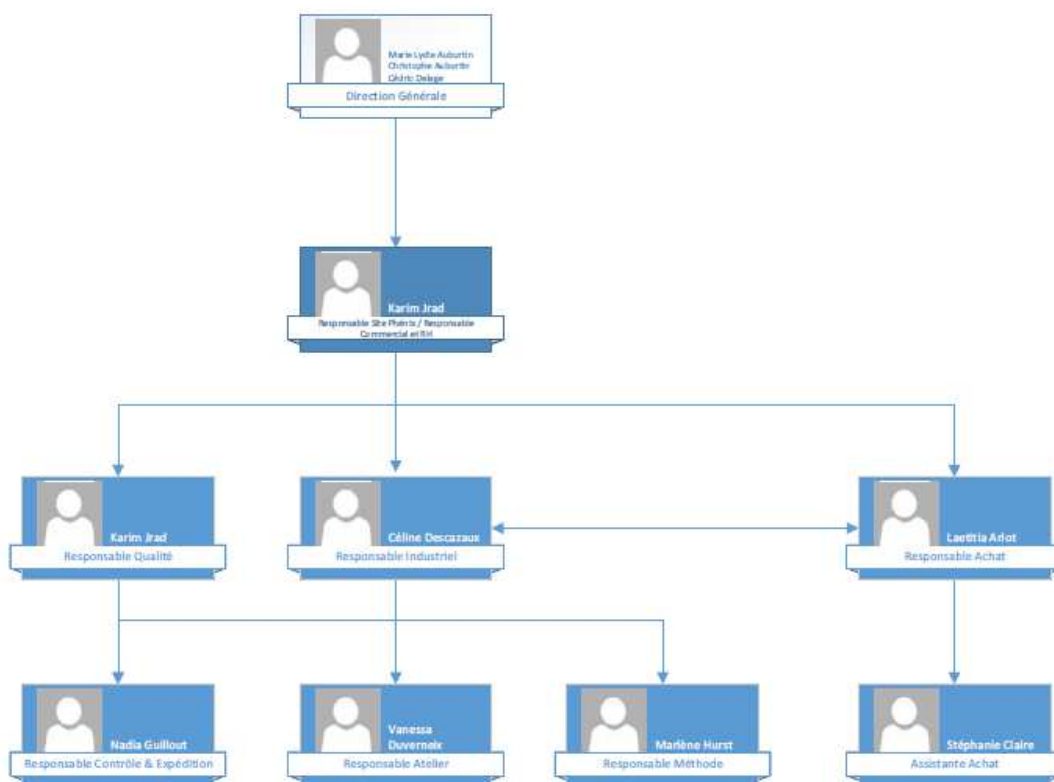 Marie Lydie Auburtin
Christophe Auburtin
Cédric Delage
Direction Générale
Karim Jrad
Responsable Site Phénix / Responsable
Commercial et RH
Karim Jrad
Responsable Qualité
Céline Descazaux
Responsable Industriel
Laetitia Arlot
Responsable Achat
Nadia Guillout
Responsable Contrôle & Expédition
Vanessa
Duverneix
Responsable Atelier
Marlène Hurst
Responsable Méthode
Stéphanie Claire
Assistante Achat